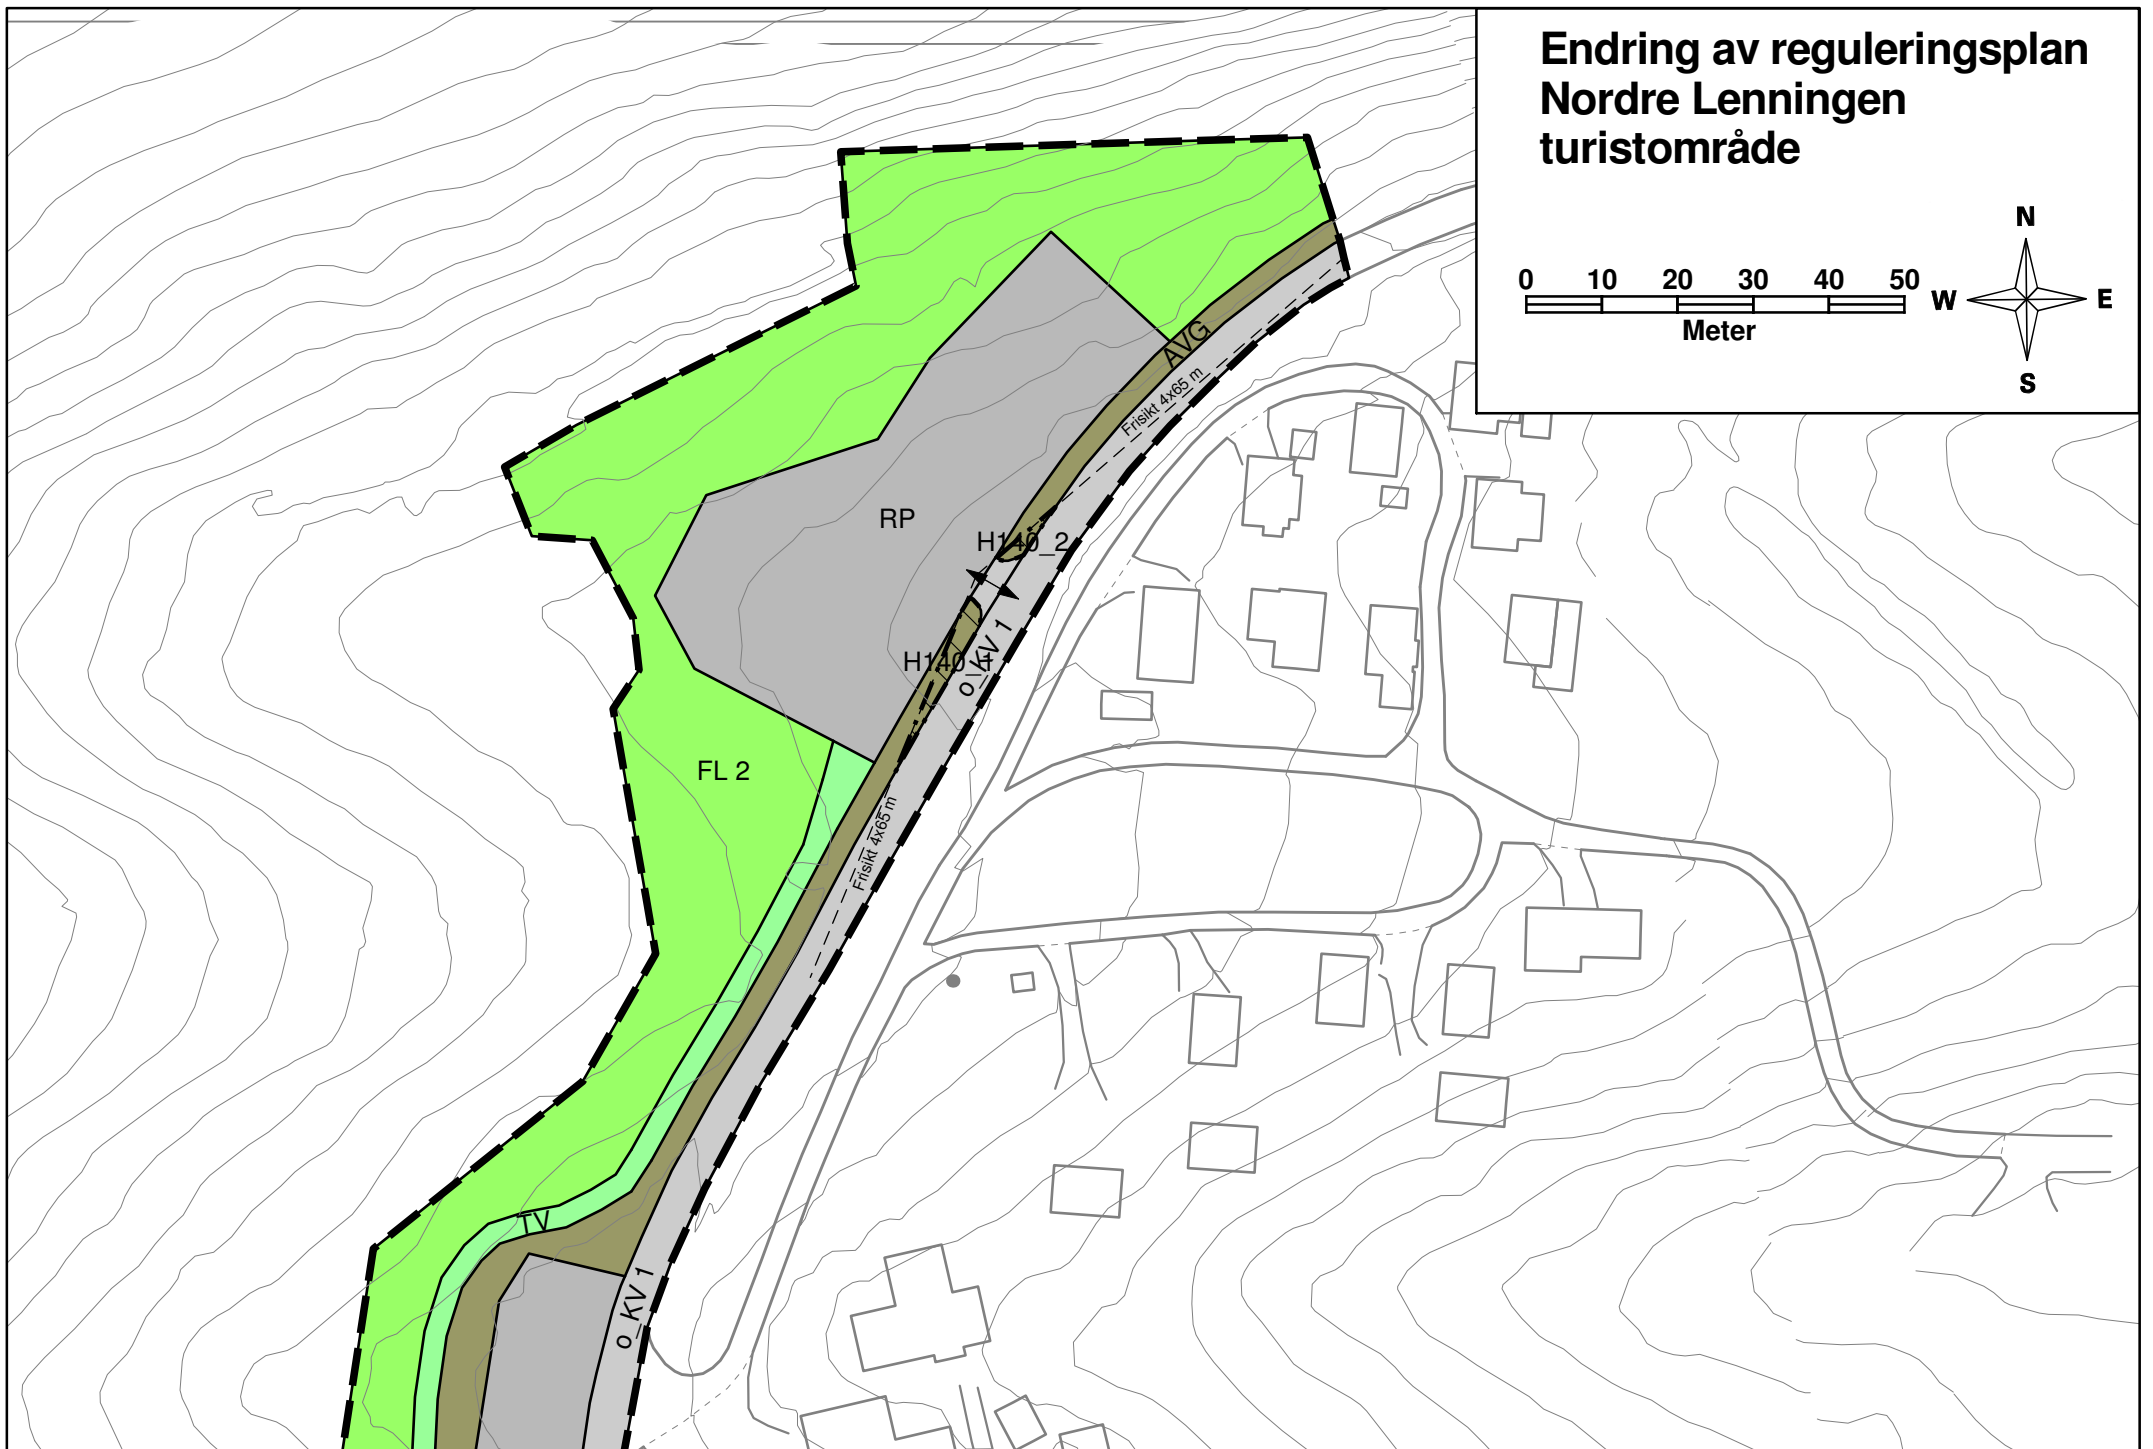 Endring av reguleringsplan
Nordre Lenningen
turistområde
N
0 10 20 30 40 50
W E
Meter
S
AVG
Frisikt 4x65 m
RP
H140_2
o_KV 1
H140_1
FL 2
Frisikt 4x65 m
TV
o_KV 1